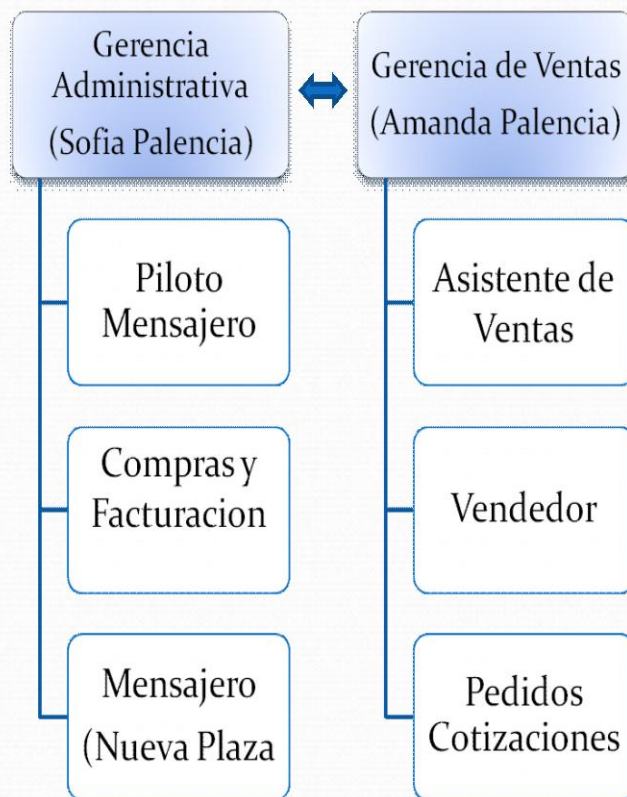 Gerencia
Administrativa
(Sofia Palencia)
Piloto
Mensajero
Compras y
Facturacion
Mensajero
(Nueva Plaza
Gerencia de Ventas
(Amanda Palencia)
Asistente de
Ventas
Vendedor
Pedidos
Cotizaciones